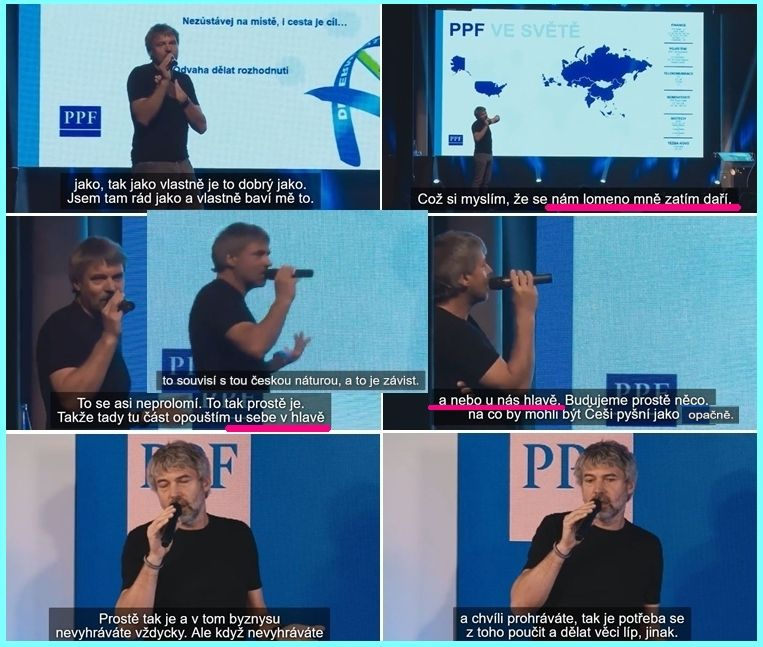 Nezůstávej na místě, i cesta je cíl...
Odvaha dělat rozhodnutí
PPF
jako, tak jako vlastně je to dobrý jako.
Jsem tam rád jako a vlastně baví mě to.
PPF VE SVĚTĚ
FINANCE
TELEKOMUNIKACE
BIOTECH
PPF
Což si myslím, že se nám lomeno mně zatím daří.
To se asi neprolomí. To tak prostě je.
Takže tady tu část opouštím u sebe v hlavě
PPF
to souvisí s tou českou náturou, a to je závist.
PPF
a nebo u nás hlavě. Budujeme prostě něco.
na co by mohli být Češi pyšní jako opačně.
PPF
Prostě tak je a v tom byznysu
nevyhráváte vždycky. Ale když nevyhráváte
PPF
a chvíli prohráváte, tak je potřeba se
z toho poučit a dělat věci líp, jinak.